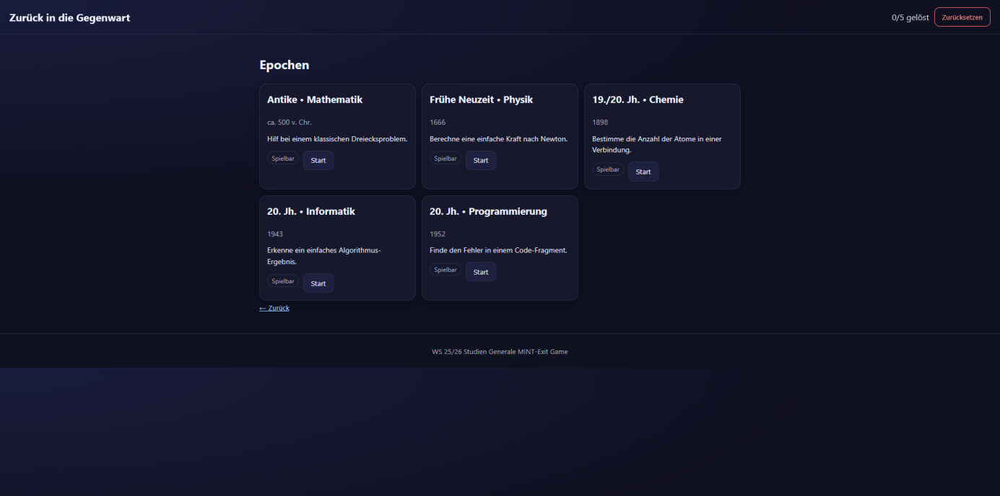 Zurück in die Gegenwart
0/5 gelöst
Zurücksetzen
Epochen
Antike • Mathematik
ca. 500 v. Chr.
Hilf bei einem klassischen Dreiecksproblem.
Spielbar
Start
Frühe Neuzeit • Physik
1666
Berechne eine einfache Kraft nach Newton.
Spielbar
Start
19./20. Jh. • Chemie
1898
Bestimme die Anzahl der Atome in einer
Verbindung.
Spielbar
Start
20. Jh. • Informatik
1943
Erkenne ein einfaches Algorithmus-
Ergebnis.
Spielbar
Start
20. Jh. • Programmierung
1952
Finde den Fehler in einem Code-Fragment.
Spielbar
Start
← Zurück
WS 25/26 Studien Generale MINT-Exit Game